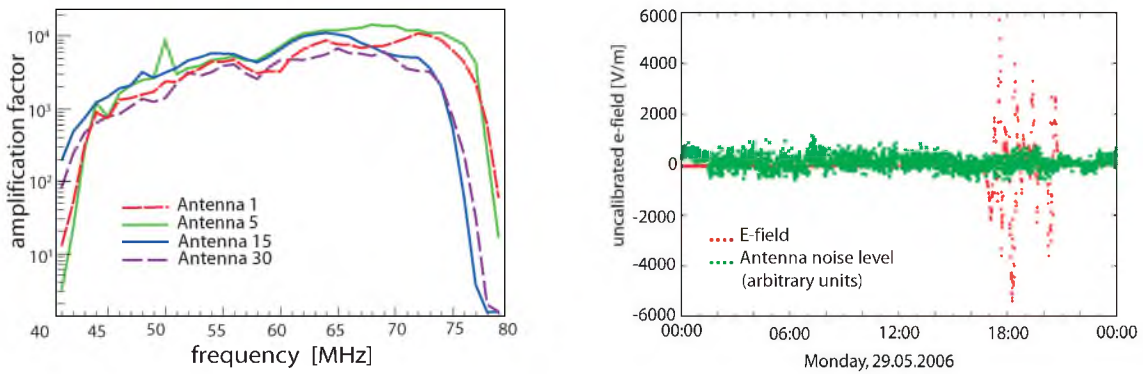 amplification factor
10⁴
10³
10²
10¹
Antenna 1
Antenna 5
Antenna 15
Antenna 30
40 45 50 55 60 65 70 75 80
frequency [MHz]
uncalibrated e-field [V/m]
6000
4000
2000
0
-2000
-4000
-6000
E-field
Antenna noise level
(arbitrary units)
00:00 06:00 12:00 18:00 00:00
Monday, 29.05.2006